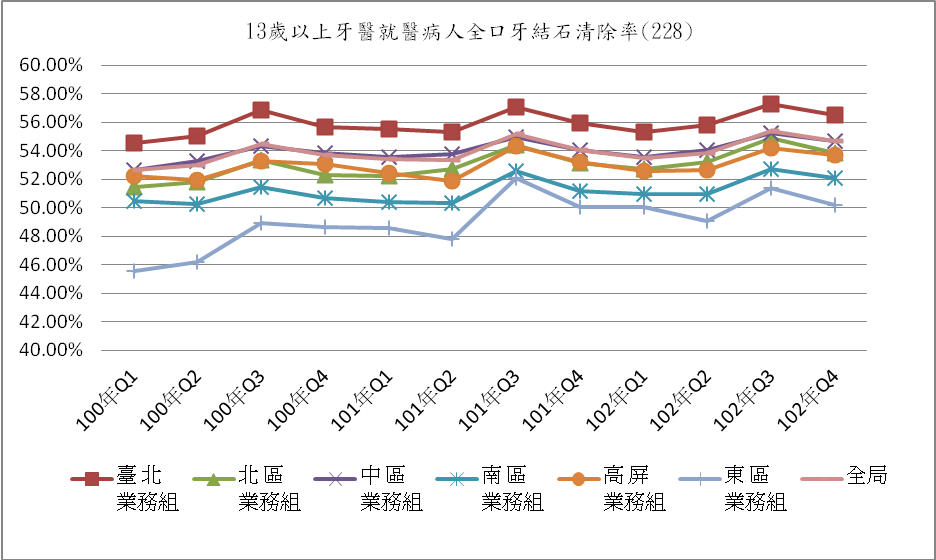 13歲以上牙醫就醫病人全口牙結石清除率(228)
60.00%
58.00%
56.00%
54.00%
52.00%
50.00%
48.00%
46.00%
44.00%
42.00%
40.00%
100年Q1
100年Q2
100年Q3
100年Q4
101年Q1
101年Q2
101年Q3
101年Q4
102年Q1
102年Q2
102年Q3
102年Q4
臺北
業務組
北區
業務組
中區
業務組
南區
業務組
高屏
業務組
東區
業務組
全局